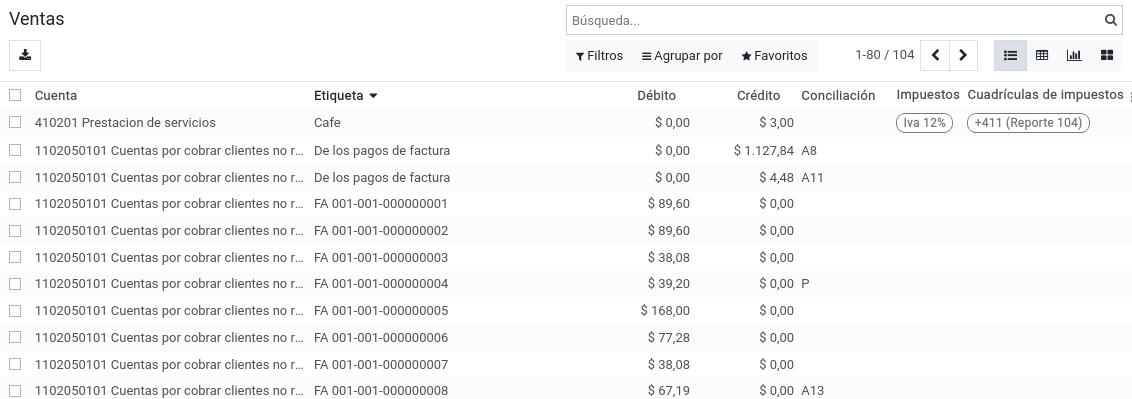 Ventas
Búsqueda...
Filtros Agrupar por Favoritos 1-80 / 104
Cuenta Etiqueta Débito Crédito Conciliación Impuestos Cuadrículas de impuestos
410201 Prestacion de servicios Cafe $ 0,00 $ 3,00 Iva 12% +411 (Reporte 104)
1102050101 Cuentas por cobrar clientes no r... De los pagos de factura $ 0,00 $ 1.127,84 A8
1102050101 Cuentas por cobrar clientes no r... De los pagos de factura $ 0,00 $ 4,48 A11
1102050101 Cuentas por cobrar clientes no r... FA 001-001-000000001 $ 89,60 $ 0,00
1102050101 Cuentas por cobrar clientes no r... FA 001-001-000000002 $ 89,60 $ 0,00
1102050101 Cuentas por cobrar clientes no r... FA 001-001-000000003 $ 38,08 $ 0,00
1102050101 Cuentas por cobrar clientes no r... FA 001-001-000000004 $ 39,20 $ 0,00 P
1102050101 Cuentas por cobrar clientes no r... FA 001-001-000000005 $ 168,00 $ 0,00
1102050101 Cuentas por cobrar clientes no r... FA 001-001-000000006 $ 77,28 $ 0,00
1102050101 Cuentas por cobrar clientes no r... FA 001-001-000000007 $ 38,08 $ 0,00
1102050101 Cuentas por cobrar clientes no r... FA 001-001-000000008 $ 67,19 $ 0,00 A13